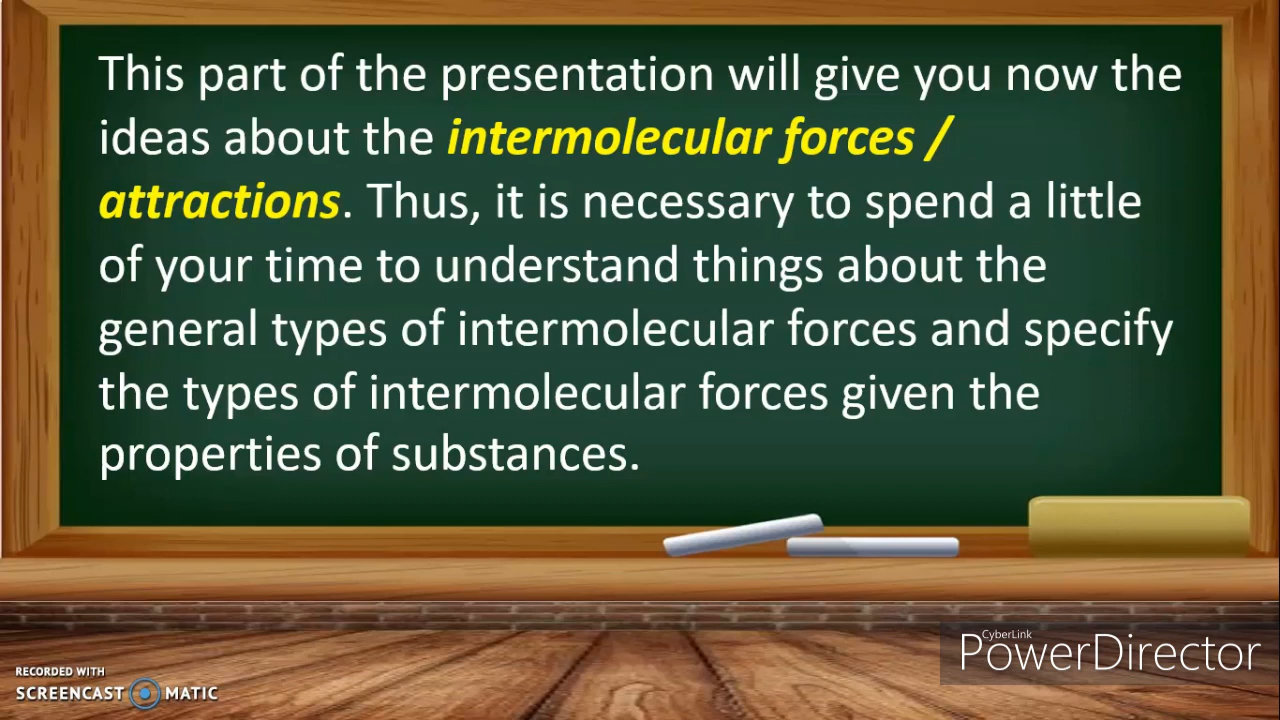 This part of the presentation will give you now the
ideas about the intermolecular forces /
attractions. Thus, it is necessary to spend a little
of your time to understand things about the
general types of intermolecular forces and specify
the types of intermolecular forces given the
properties of substances.
CyberLink
PowerDirector
RECORDED WITH
SCREENCAST MATIC